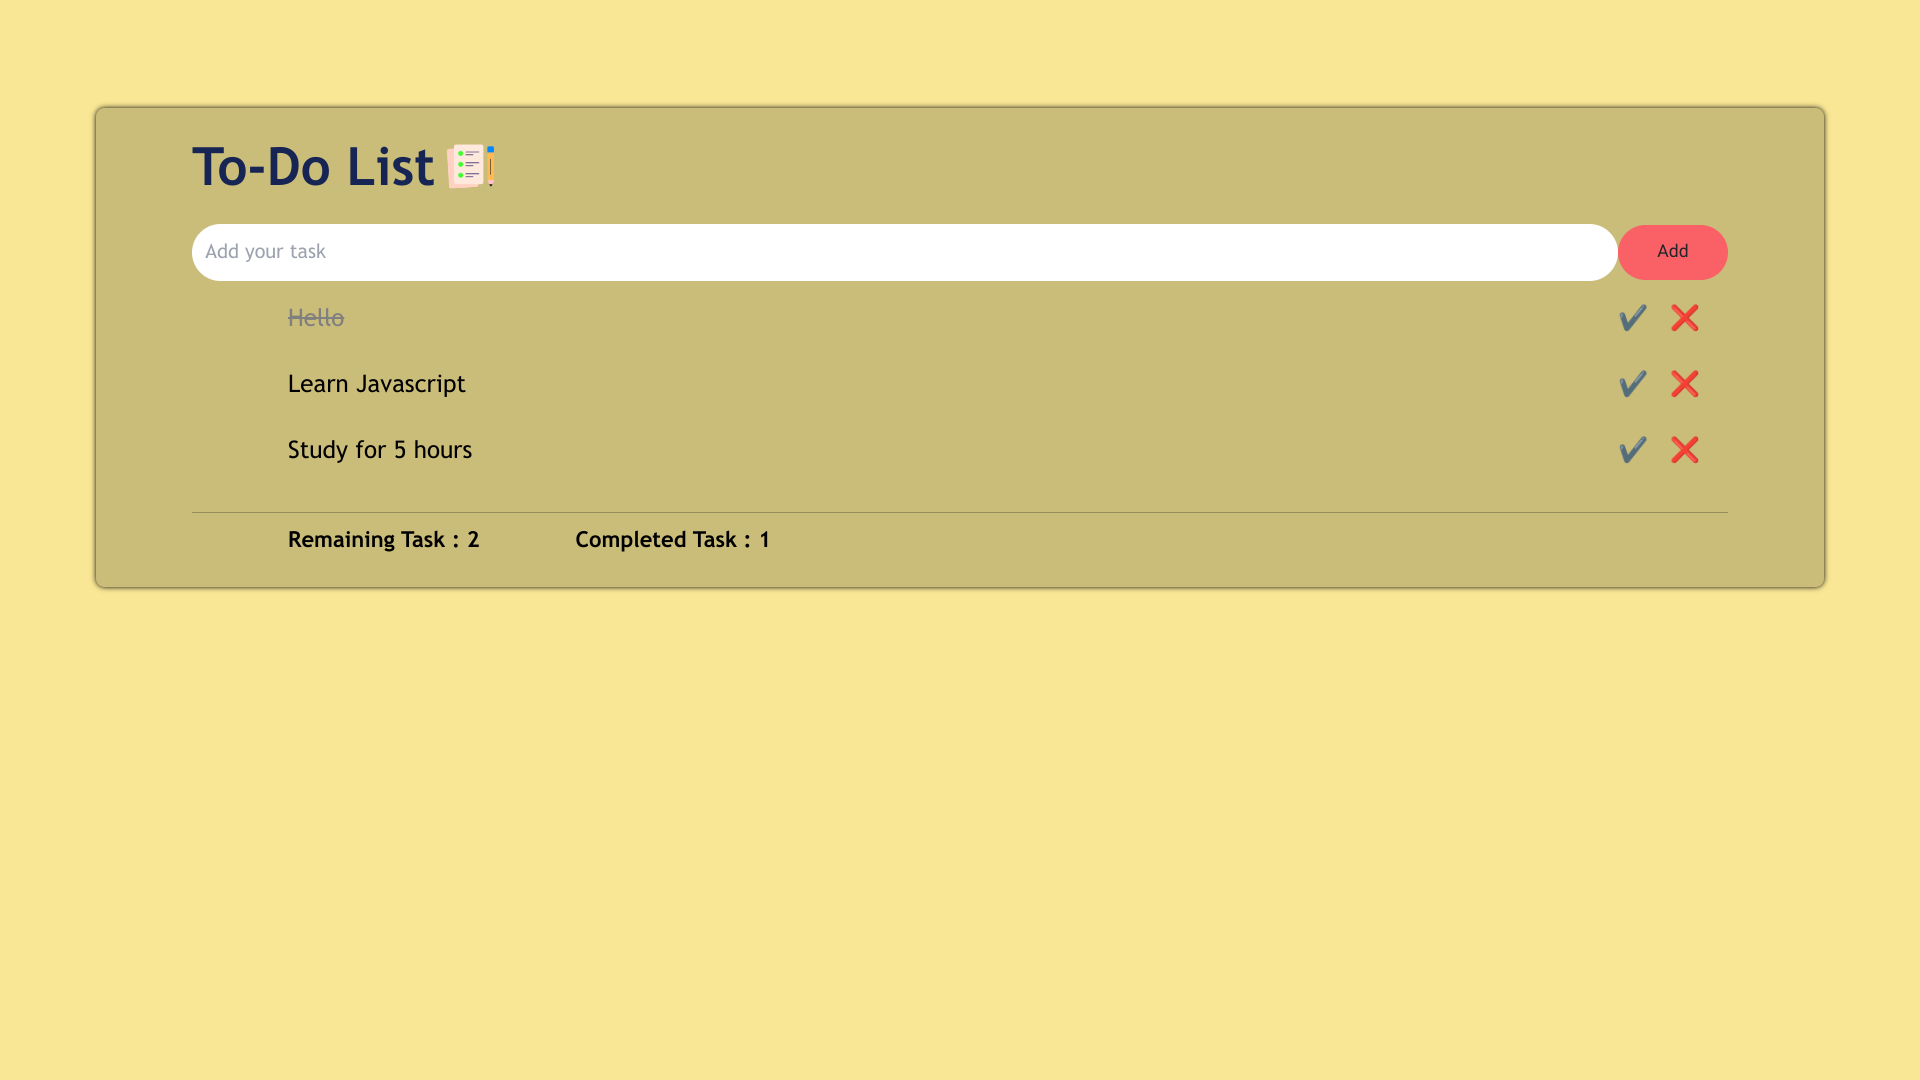 To-Do List
Add your task
Add
Hello
Learn Javascript
Study for 5 hours
Remaining Task : 2 Completed Task : 1